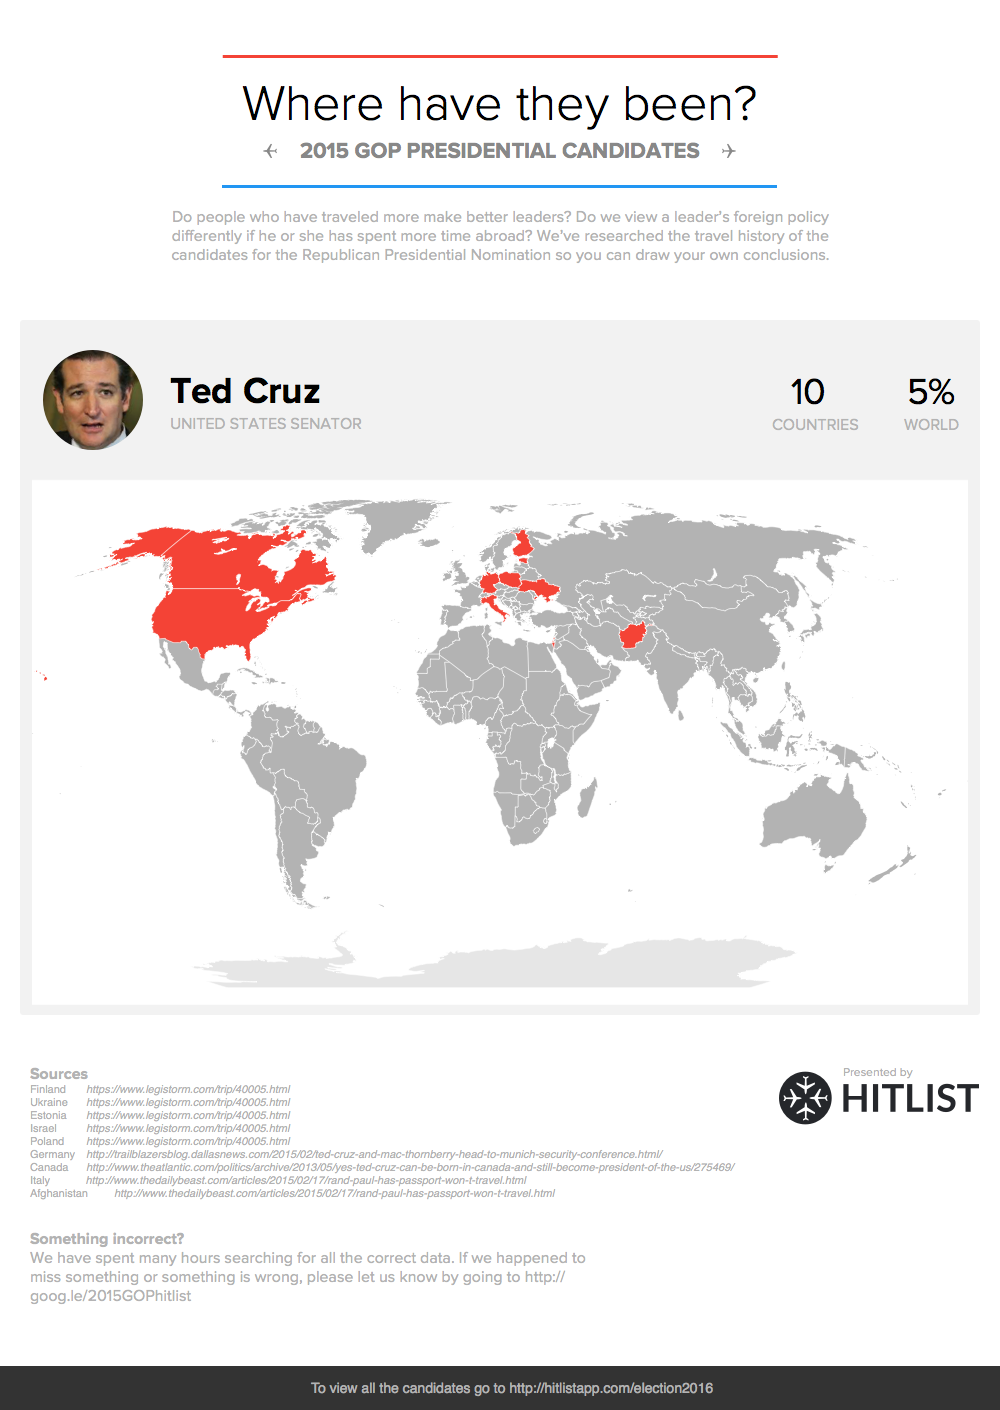 Where have they been?
2015 GOP PRESIDENTIAL CANDIDATES
Do people who have traveled more make better leaders? Do we view a leader's foreign policy
differently if he or she has spent more time abroad? We've researched the travel history of the
candidates for the Republican Presidential Nomination so you can draw your own conclusions.
Ted Cruz
UNITED STATES SENATOR
10
COUNTRIES
5%
WORLD
Sources
Finland https://www.legistorm.com/trip/40005.html
Ukraine https://www.legistorm.com/trip/40005.html
Estonia https://www.legistorm.com/trip/40005.html
Israel https://www.legistorm.com/trip/40005.html
Poland https://www.legistorm.com/trip/40005.html
Germany http://trailblazersblog.dallasnews.com/2015/02/ted-cruz-and-mac-thornberry-head-to-munich-security-conference.html/
Canada http://www.theatlantic.com/politics/archive/2013/05/yes-ted-cruz-can-be-born-in-canada-and-still-become-president-of-the-us/275469/
Italy http://www.thedailybeast.com/articles/2015/02/17/rand-paul-has-passport-won-t-travel.html
Afghanistan http://www.thedailybeast.com/articles/2015/02/17/rand-paul-has-passport-won-t-travel.html
Presented by
HITLIST
Something incorrect?
We have spent many hours searching for all the correct data. If we happened to
miss something or something is wrong, please let us know by going to http://
goog.le/2015GOPhitlist
To view all the candidates go to http://hitlistapp.com/election2016